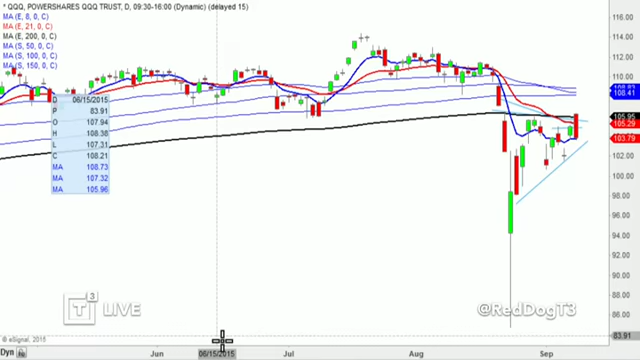 * QQQ, POWERSHARES QQQ TRUST, D, 09:30-16:00 (Dynamic) (delayed 15)
MA (E, 8, 0, C)
MA (E, 21, 0, C)
MA (E, 200, 0, C)
MA (S, 50, 0, C)
MA (S, 100, 0, C)
MA (S, 150, 0, C)
116.00
114.00
112.00
110.00
108.83
108.41
105.95
105.29
103.79
102.00
100.00
98.00
96.00
94.00
92.00
90.00
88.00
86.00
83.91
D 06/15/2015
P 83.91
O 107.94
H 108.38
L 107.31
C 108.21
MA 108.73
MA 107.32
MA 105.96
T3 LIVE
@RedDogT3
© eSignal, 2015
Dyn
Jun
06/15/2015
Jul
Aug
Sep